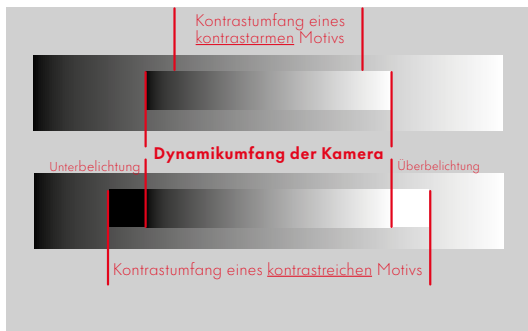 Kontrastumfang eines
kontrastarmen Motivs
Dynamikumfang der Kamera
Unterbelichtung
Überbelichtung
Kontrastumfang eines kontrastreichen Motivs